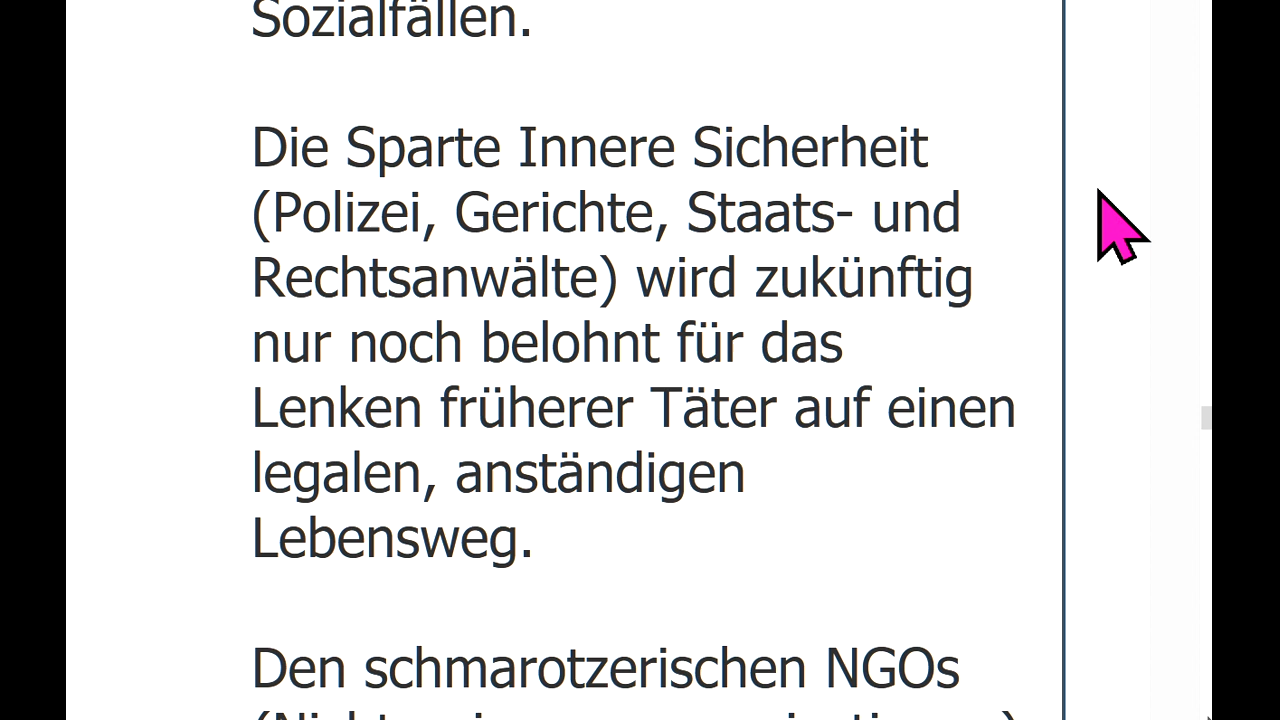 Sozialfällen.
Die Sparte Innere Sicherheit
(Polizei, Gerichte, Staats- und
Rechtsanwälte) wird zukünftig
nur noch belohnt für das
Lenken früherer Täter auf einen
legalen, anständigen
Lebensweg.
Den schmarotzerischen NGOs